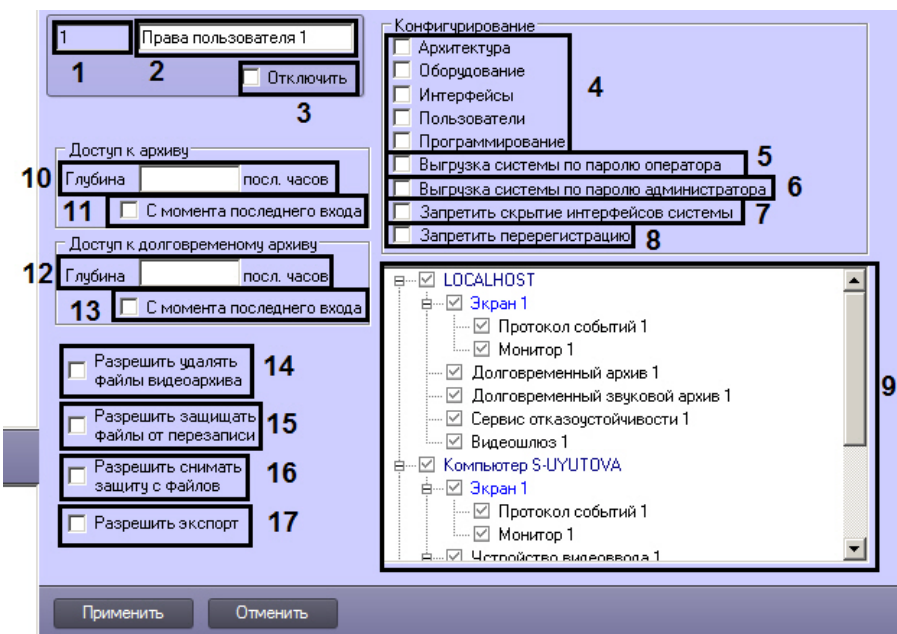 1
Права пользователя 1
1
2
Отключить
3
Доступ к архиву
10
Глубина
посл. часов
11
С момента последнего входа
Доступ к долговременому архиву
12
Глубина
посл. часов
13
С момента последнего входа
Разрешить удалять
файлы видеоархива
14
Разрешить защищать
файлы от перезаписи
15
Разрешить снимать
защиту с файлов
16
Разрешить экспорт
17
Конфигурирование
Архитектура
Оборудование
Интерфейсы
Пользователи
Программирование
4
Выгрузка системы по паролю оператора
5
Выгрузка системы по паролю администратора
6
Запретить скрытие интерфейсов системы
7
Запретить перерегистрацию
8
LOCALHOST
Экран 1
Протокол событий 1
Монитор 1
Долговременный архив 1
Долговременный звуковой архив 1
Сервис отказоустойчивости 1
Видеошлюз 1
Компьютер S-UYUTOVA
Экран 1
Протокол событий 1
Монитор 1
Устройство видеоввода 1
9
Применить
Отменить